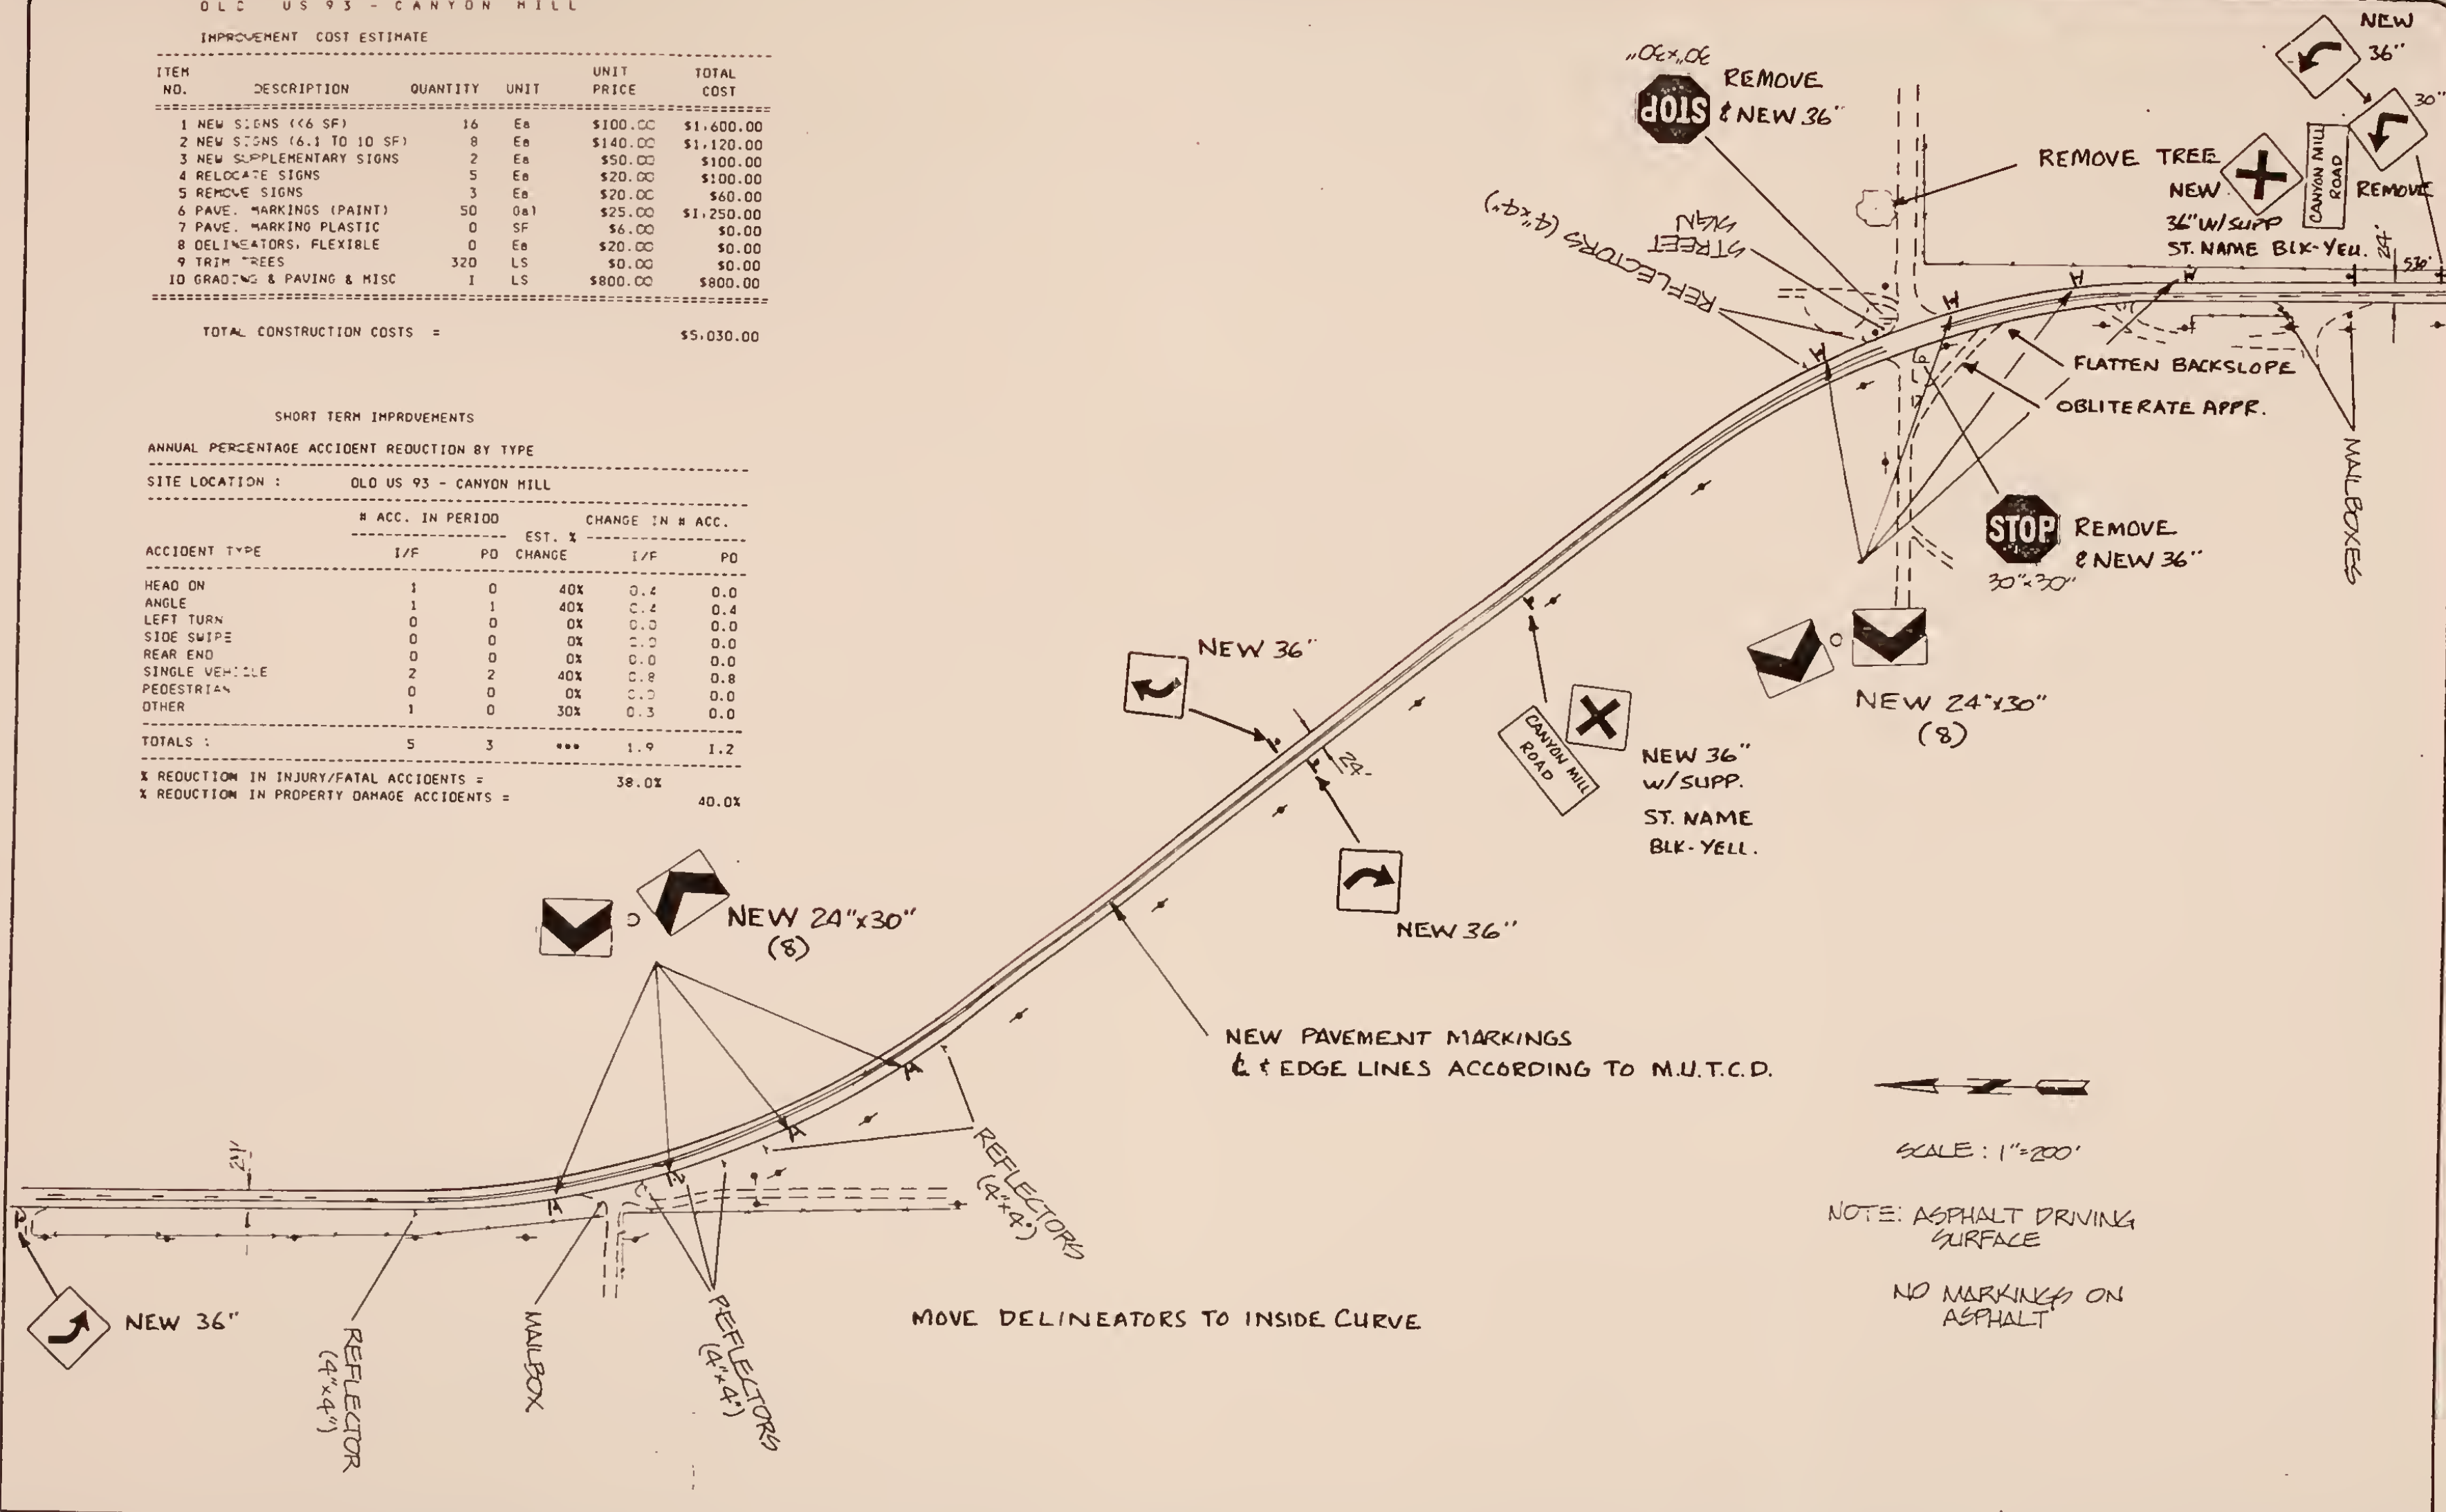 OLD US 93 - CANYON MILL
IMPROVEMENT COST ESTIMATE
ITEM NO. DESCRIPTION QUANTITY UNIT UNIT PRICE TOTAL COST
1 NEW SIGNS (<6 SF) 16 Ea $100.00 $1,600.00
2 NEW SIGNS (6.1 TO 10 SF) 8 Ea $140.00 $1,120.00
3 NEW SUPPLEMENTARY SIGNS 2 Ea $50.00 $100.00
4 RELOCATE SIGNS 5 Ea $20.00 $100.00
5 REMOVE SIGNS 3 Ea $20.00 $60.00
6 PAVE. MARKINGS (PAINT) 50 Gal $25.00 $1,250.00
7 PAVE. MARKING PLASTIC 0 SF $6.00 $0.00
8 DELINEATORS, FLEXIBLE 0 Ea $20.00 $0.00
9 TRIM TREES 320 LS $0.00 $0.00
10 GRADING & PAVING & MISC 1 LS $800.00 $800.00
TOTAL CONSTRUCTION COSTS = $5,030.00
SHORT TERM IMPROVEMENTS
ANNUAL PERCENTAGE ACCIDENT REDUCTION BY TYPE
SITE LOCATION : OLD US 93 - CANYON MILL
# ACC. IN PERIOD CHANGE IN # ACC.
EST. %
ACCIDENT TYPE I/F PD CHANGE I/F PD
HEAD ON 1 0 40% 0.4 0.0
ANGLE 1 1 40% 0.4 0.4
LEFT TURN 0 0 0% 0.0 0.0
SIDE SWIPE 0 0 0% 0.0 0.0
REAR END 0 0 0% 0.0 0.0
SINGLE VEHICLE 2 2 40% 0.8 0.8
PEDESTRIAN 0 0 0% 0.0 0.0
OTHER 1 0 30% 0.3 0.0
TOTALS : 5 3 *** 1.9 1.2
% REDUCTION IN INJURY/FATAL ACCIDENTS = 38.0%
% REDUCTION IN PROPERTY DAMAGE ACCIDENTS = 40.0%
30"x30"
STOP
REMOVE
& NEW 36"
REFLECTORS (4"x4")
STREET
SIGN
REMOVE TREE
NEW
36"
30"
REMOVE
CANYON MILL
ROAD
NEW
36" W/SUPP
ST. NAME BLK-YELL.
24'
530'
FLATTEN BACKSLOPE
OBLITERATE APPR.
MAILBOXES
STOP
REMOVE
& NEW 36"
30"x30"
NEW 24"x30"
(8)
NEW 36"
24'
CANYON MILL
ROAD
NEW 36"
W/SUPP.
ST. NAME
BLK-YELL.
NEW 36"
NEW 24"x30"
(8)
NEW PAVEMENT MARKINGS
℄ & EDGE LINES ACCORDING TO M.U.T.C.D.
REFLECTORS
(4"x4")
NEW 36"
REFLECTOR
(4"x4")
MAILBOX
REFLECTORS
(4"x4")
MOVE DELINEATORS TO INSIDE CURVE
SCALE: 1"=200'
NOTE: ASPHALT DRIVING
SURFACE
NO MARKINGS ON
ASPHALT